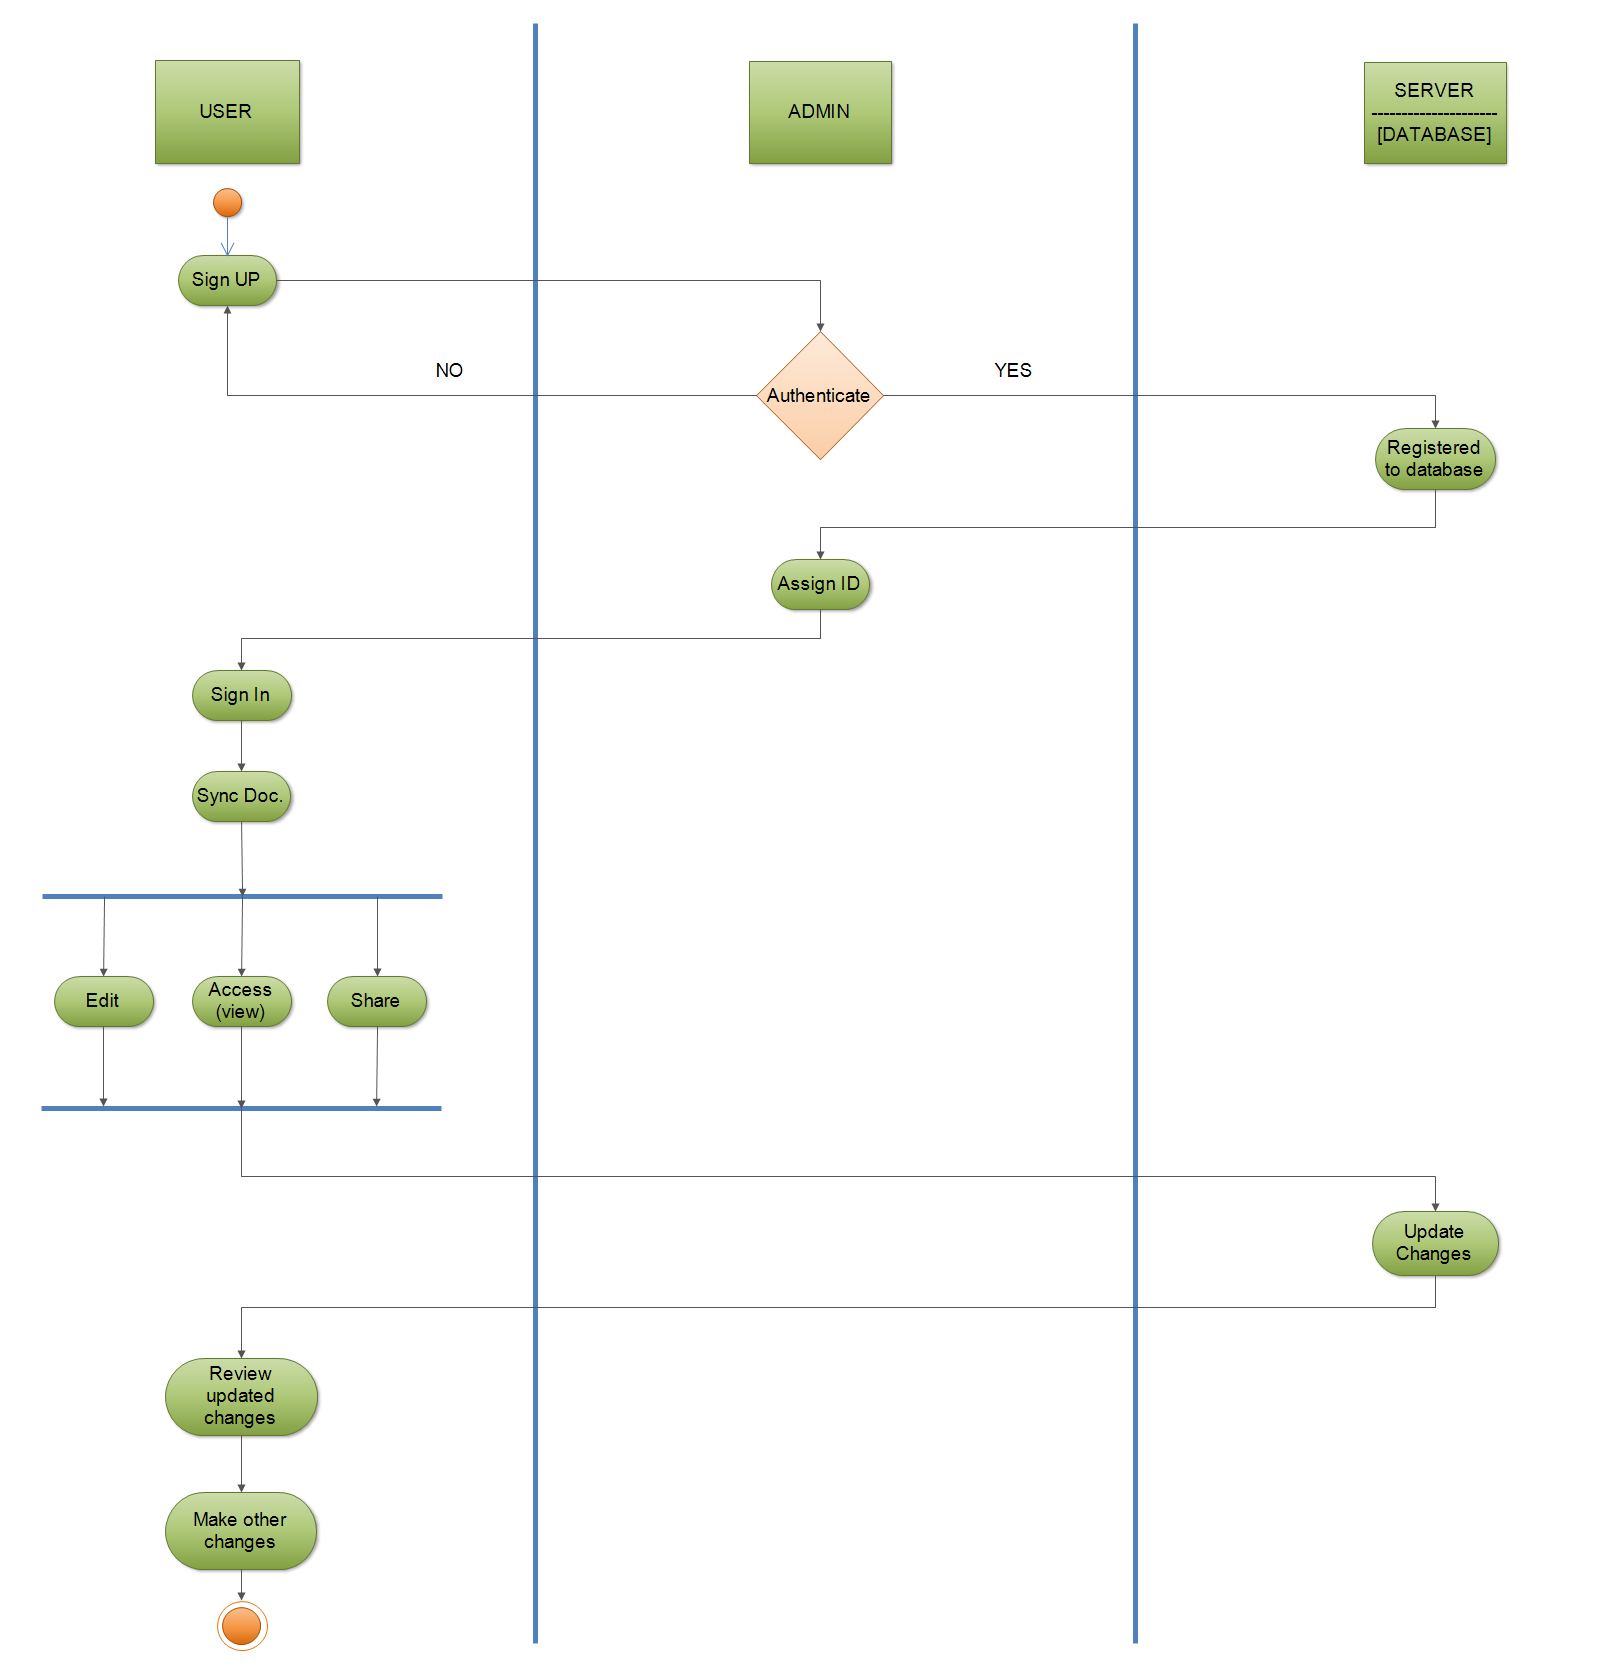 USER
ADMIN
SERVER
---------------------
[DATABASE]
Sign UP
NO
YES
Authenticate
Registered
to database
Assign ID
Sign In
Sync Doc.
Edit
Access
(view)
Share
Update
Changes
Review
updated
changes
Make other
changes